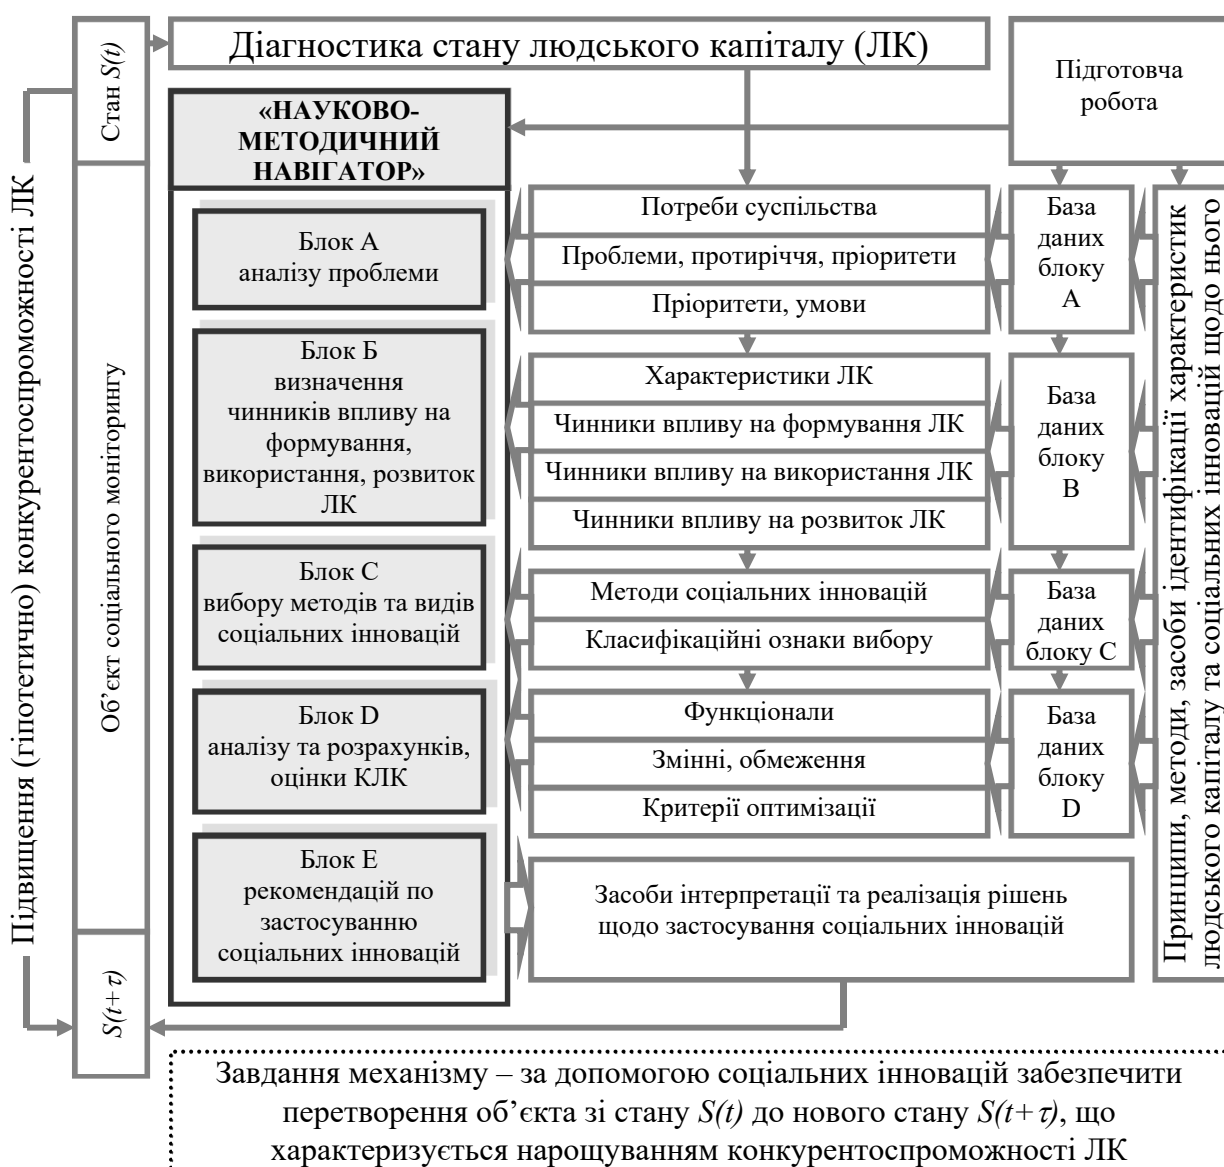 Діагностика стану людського капіталу (ЛК)
Підготовча
робота
Стан S(t)
Об’єкт соціального моніторингу
S(t+τ)
Підвищення (гіпотетично) конкурентоспроможності ЛК
«НАУКОВО-
МЕТОДИЧНИЙ
НАВІГАТОР»
Блок А
аналізу проблеми
Блок Б
визначення
чинників впливу на
формування,
використання, розвиток
ЛК
Блок С
вибору методів та видів
соціальних інновацій
Блок D
аналізу та розрахунків,
оцінки КЛК
Блок Е
рекомендацій по
застосуванню
соціальних інновацій
Потреби суспільства
Проблеми, протиріччя, пріоритети
Пріоритети, умови
Характеристики ЛК
Чинники впливу на формування ЛК
Чинники впливу на використання ЛК
Чинники впливу на розвиток ЛК
Методи соціальних інновацій
Класифікаційні ознаки вибору
Функціонали
Змінні, обмеження
Критерії оптимізації
Засоби інтерпретації та реалізація рішень
щодо застосування соціальних інновацій
База
даних
блоку
А
База
даних
блоку
В
База
даних
блоку С
База
даних
блоку
D
Принципи, методи, засоби ідентифікації характеристик
людського капіталу та соціальних інновацій щодо нього
Завдання механізму – за допомогою соціальних інновацій забезпечити
перетворення об’єкта зі стану S(t) до нового стану S(t+τ), що
характеризується нарощуванням конкурентоспроможності ЛК